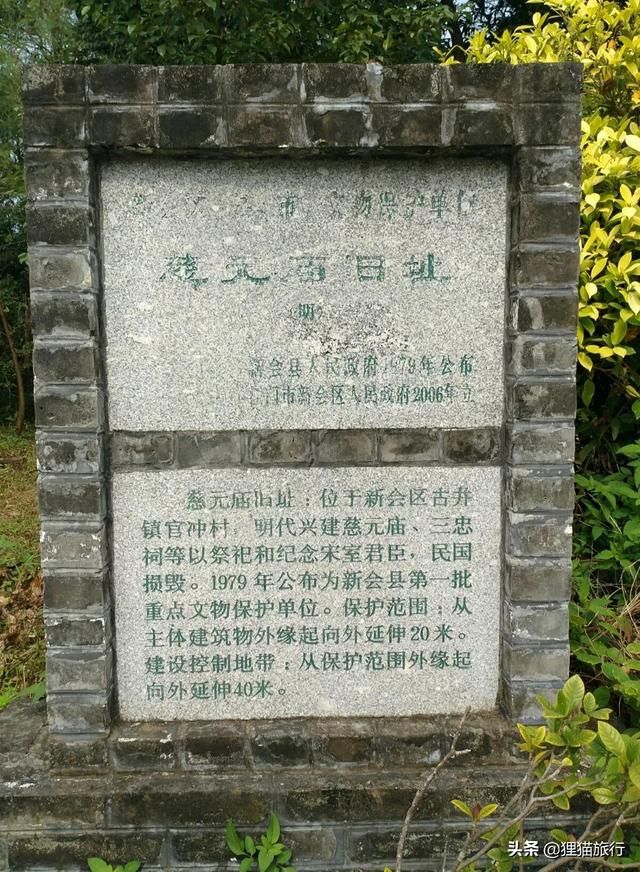 市 文物保护单位
慈元庙旧址
（明）
新会县人民政府1979年公布
江门市新会区人民政府2006年立
慈元庙旧址：位于新会区古井
镇官冲村，明代兴建慈元庙、三忠
祠等以祭祀和纪念宋室君臣，民国
损毁。1979年公布为新会县第一批
重点文物保护单位。保护范围：从
主体建筑物外缘起向外延伸20米。
建设控制地带：从保护范围外缘起
向外延伸40米。
头条 @狸猫旅行